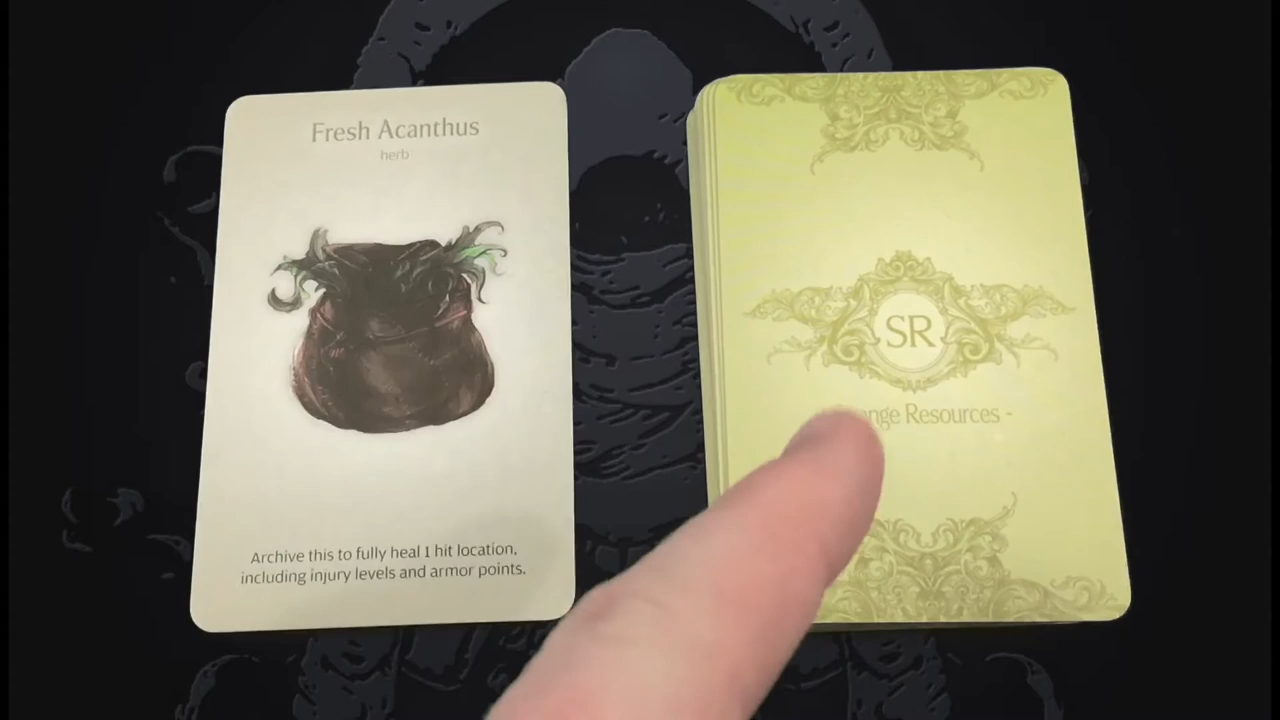 Fresh Acanthus
herb
Archive this to fully heal 1 hit location,
including injury levels and armor points.
SR
Resources -